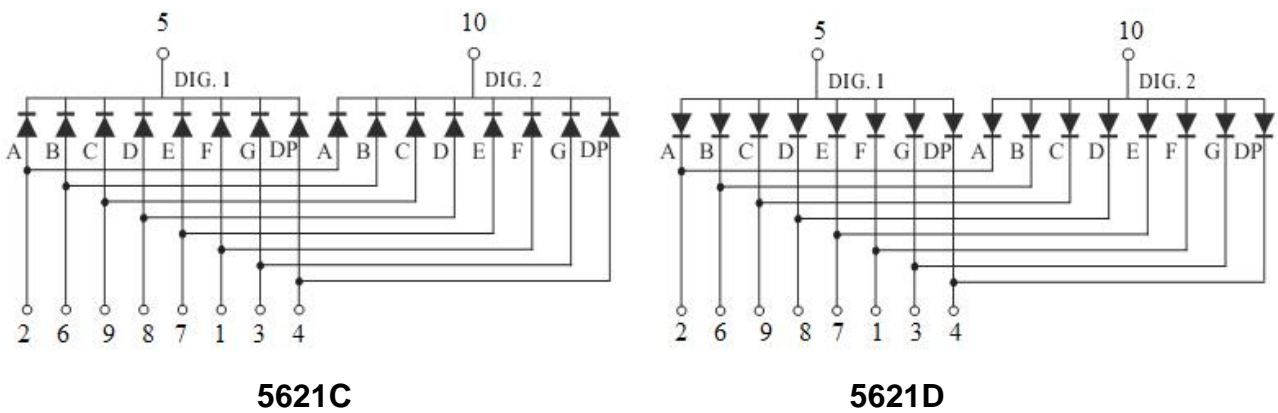 5 10
DIG. 1 DIG. 2
A B C D E F G DP A B C D E F G DP
2 6 9 8 7 1 3 4
5621C
5 10
DIG. 1 DIG. 2
A B C D E F G DP A B C D E F G DP
2 6 9 8 7 1 3 4
5621D